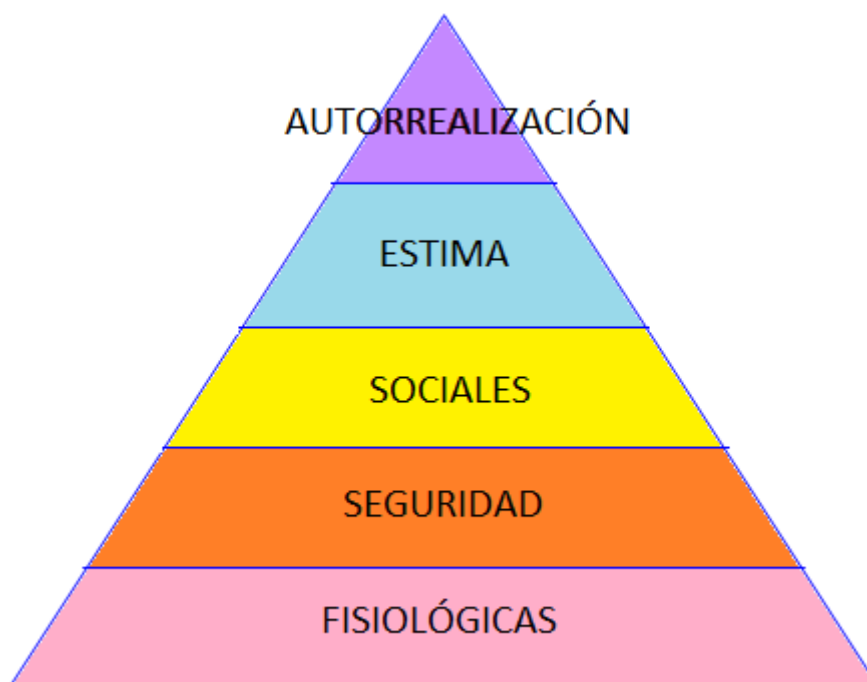 AUTORREALIZACIÓN
ESTIMA
SOCIALES
SEGURIDAD
FISIOLÓGICAS